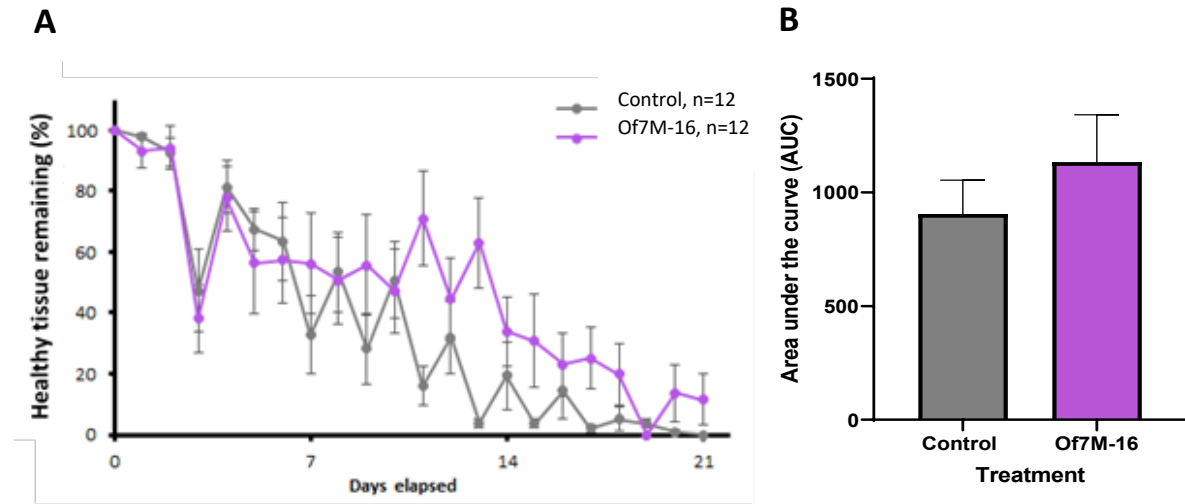 A
Healthy tissue remaining (%)
100
80
60
40
20
0
0 7 14 21
Days elapsed
Control, n=12
Of7M-16, n=12
B
Area under the curve (AUC)
1500
1000
500
0
Control Of7M-16
Treatment